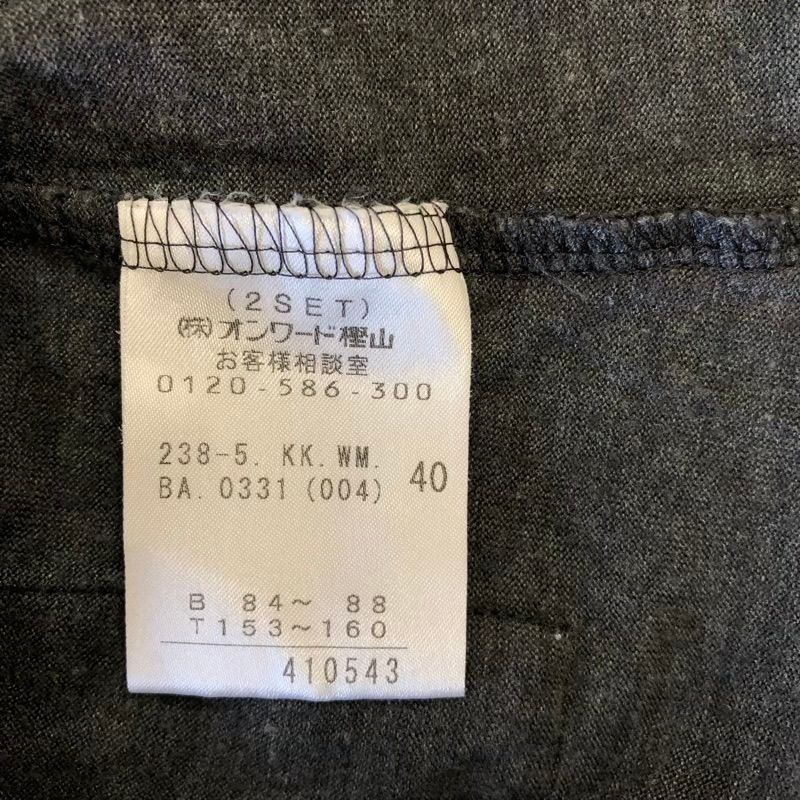 (2SET)
(株)オンワード樫山
お客様相談室
0120-586-300
238-5. KK.WM.
BA. 0331 (004) 40
B 84～ 88
T 153～160
410543